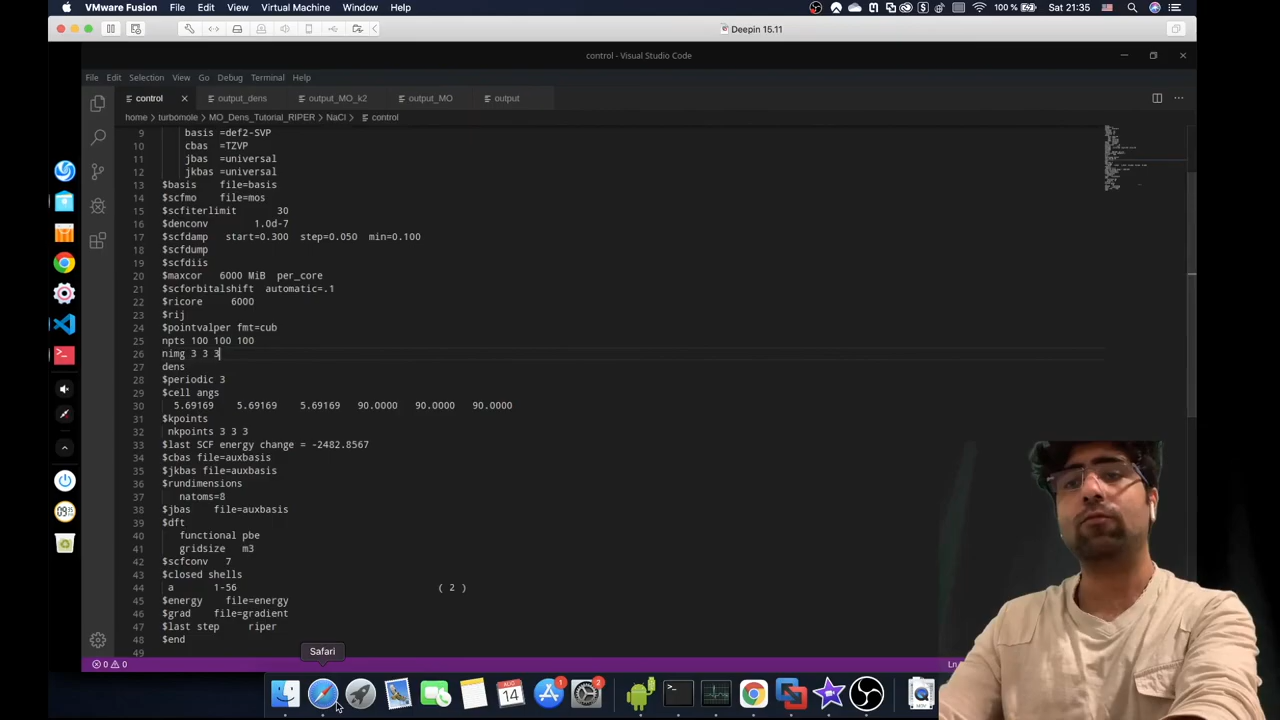 VMware Fusion File Edit View Virtual Machine Window Help
100 % Sat 21:35
Deepin 15.11
control - Visual Studio Code
File Edit Selection View Go Debug Terminal Help
control output_dens output_MO_k2 output_MO output
home turbomole MO_Dens_Tutorial_RIPER NaCl control
9 basis =def2-SVP
10 cbas =TZVP
11 jbas =universal
12 jkbas =universal
13 $basis file=basis
14 $scfmo file=mos
15 $scfiterlimit 30
16 $denconv 1.0d-7
17 $scfdamp start=0.300 step=0.050 min=0.100
18 $scfdump
19 $scfdiis
20 $maxcor 6000 MiB per_core
21 $scforbitalshift automatic=.1
22 $ricore 6000
23 $rij
24 $pointvalper fmt=cub
25 npts 100 100 100
26 nimg 3 3 3
27 dens
28 $periodic 3
29 $cell angs
30 5.69169 5.69169 5.69169 90.0000 90.0000 90.0000
31 $kpoints
32 nkpoints 3 3 3
33 $last SCF energy change = -2482.8567
34 $cbas file=auxbasis
35 $jkbas file=auxbasis
36 $rundimensions
37 natoms=8
38 $jbas file=auxbasis
39 $dft
40 functional pbe
41 gridsize m3
42 $scfconv 7
43 $closed shells
44 a 1-56 ( 2 )
45 $energy file=energy
46 $grad file=gradient
47 $last step riper
48 $end
49
Safari
0 0
AUG
14
1
2